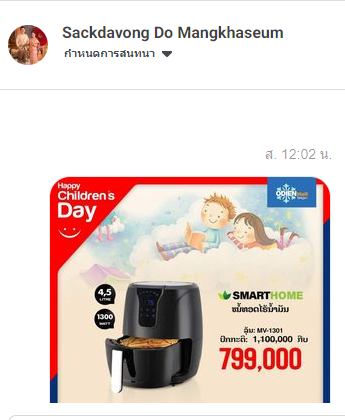 Sackdavong Do Mangkhaseum
กำหนดการสนทนา
ส. 12:02 น.
Happy
Children's
Day
ODIEN Mall
4,5
LITRE
1300
WATT
SMARTHOME
ໝໍ້ທອດໄຮ້ນ້ຳມັນ
ລຸ້ນ: MV-1301
ປົກກະຕິ: 1,100,000 ກີບ
799,000